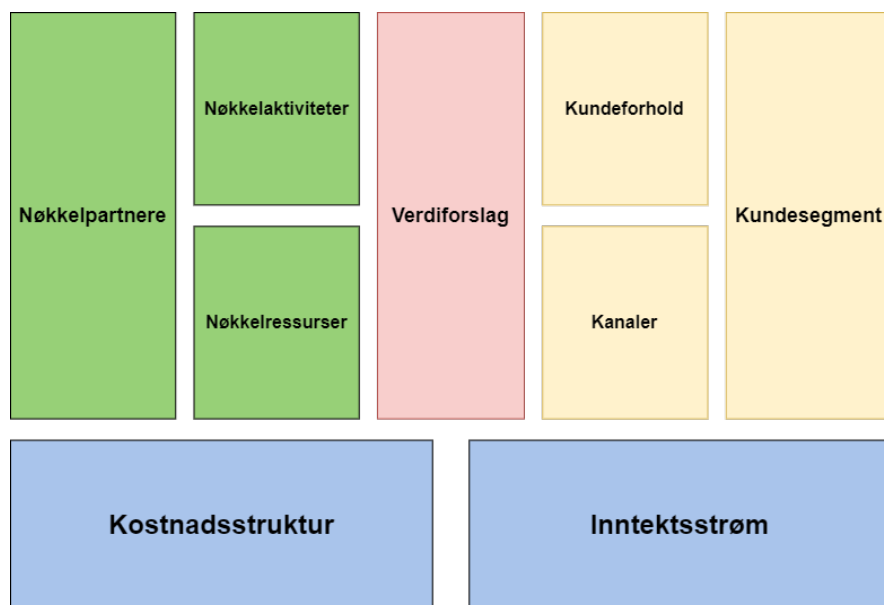 Nøkkelpartnere
Nøkkelaktiviteter
Nøkkelressurser
Verdiforslag
Kundeforhold
Kanaler
Kundesegment
Kostnadsstruktur
Inntektsstrøm